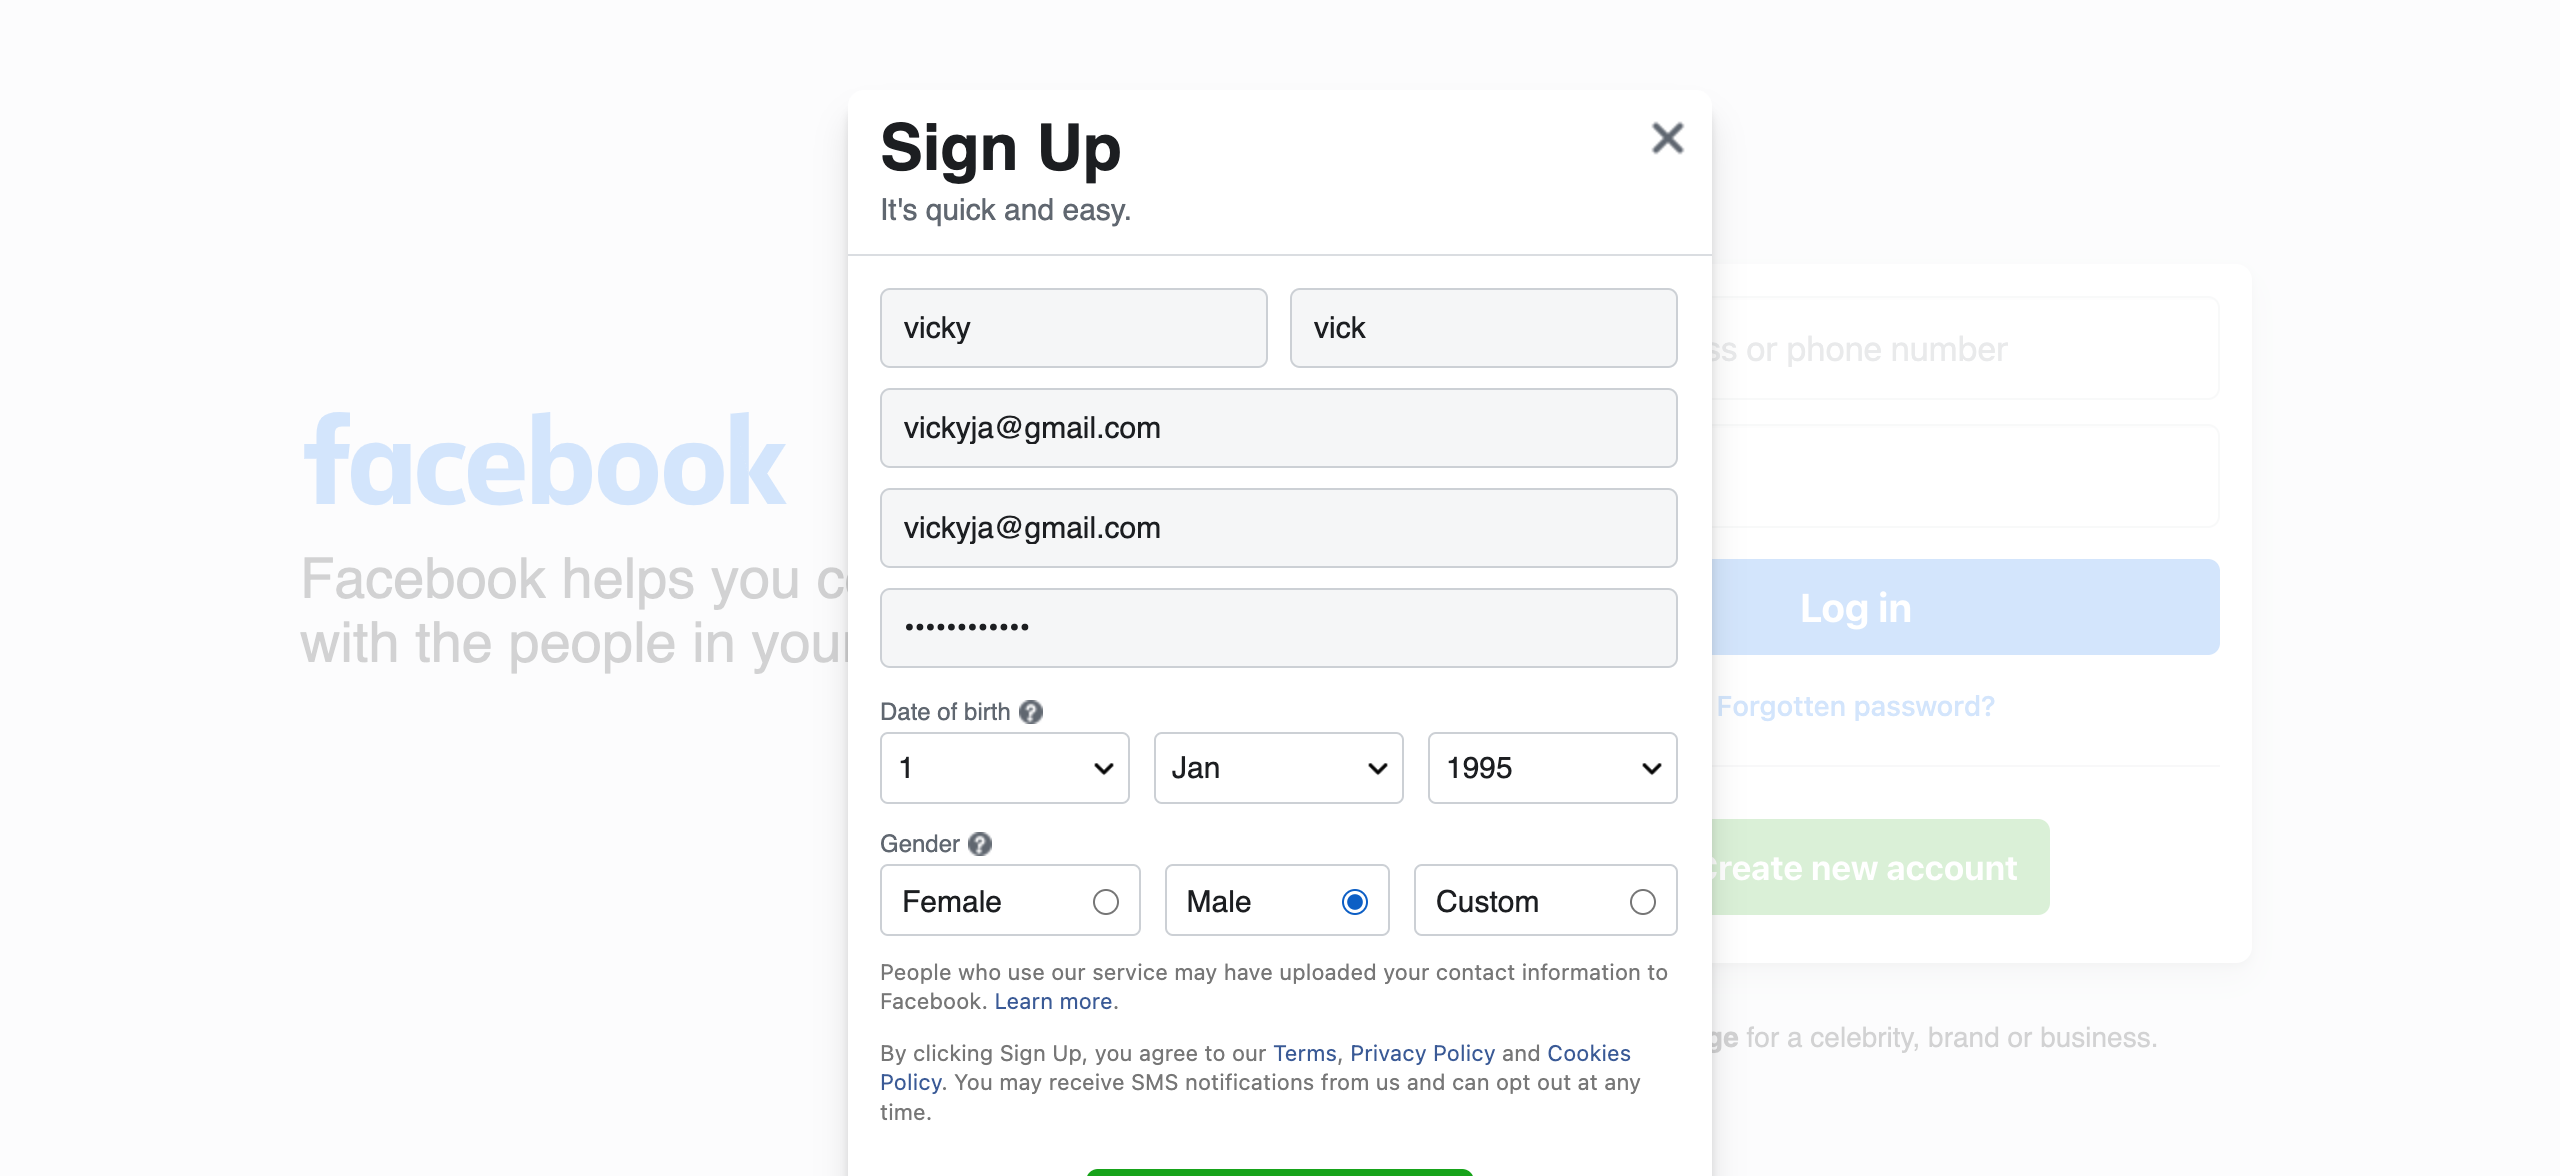 Sign Up
It's quick and easy.
vicky
vick
vickyja@gmail.com
vickyja@gmail.com
••••••••••••
Date of birth ?
1
Jan
1995
Gender ?
Female
Male
Custom
People who use our service may have uploaded your contact information to
Facebook. Learn more.
By clicking Sign Up, you agree to our Terms, Privacy Policy and Cookies
Policy. You may receive SMS notifications from us and can opt out at any
time.
facebook
Facebook helps you
with the people in your
or phone number
Log in
Forgotten password?
Create new account
for a celebrity, brand or business.